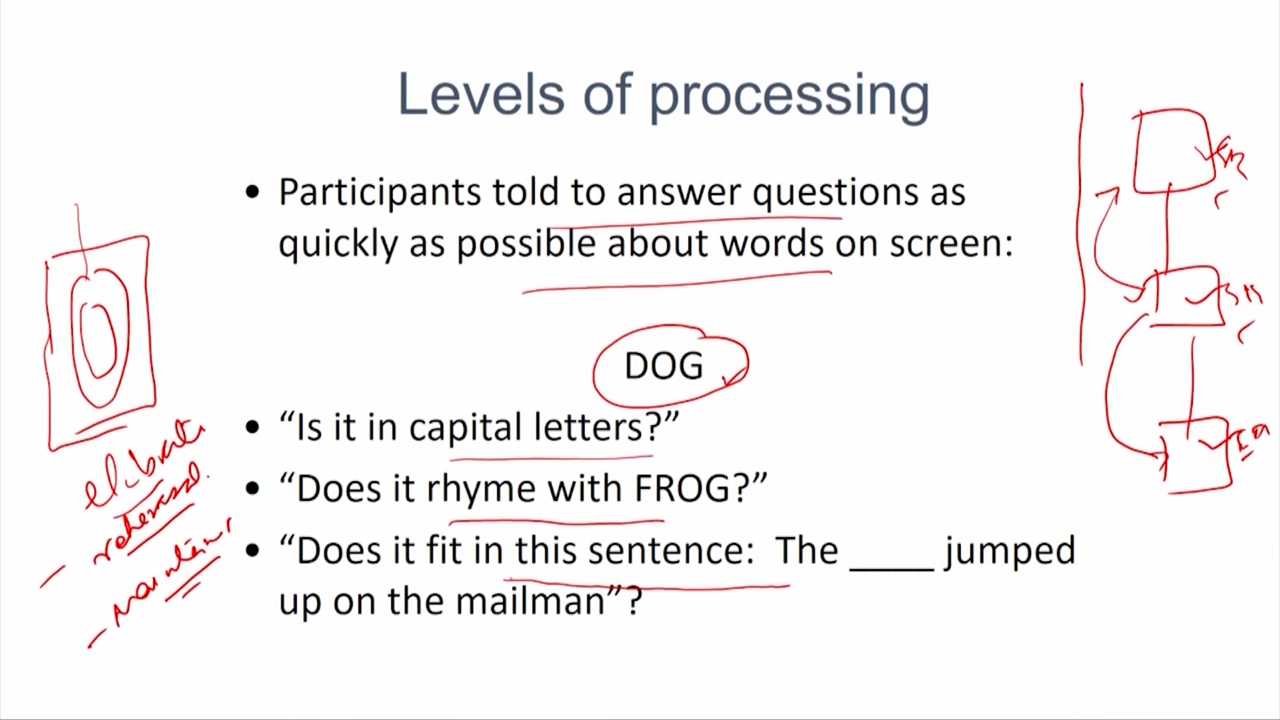 Levels of processing
• Participants told to answer questions as
quickly as possible about words on screen:
DOG
• “Is it in capital letters?”
• “Does it rhyme with FROG?”
• “Does it fit in this sentence:  The ____ jumped
up on the mailman”?